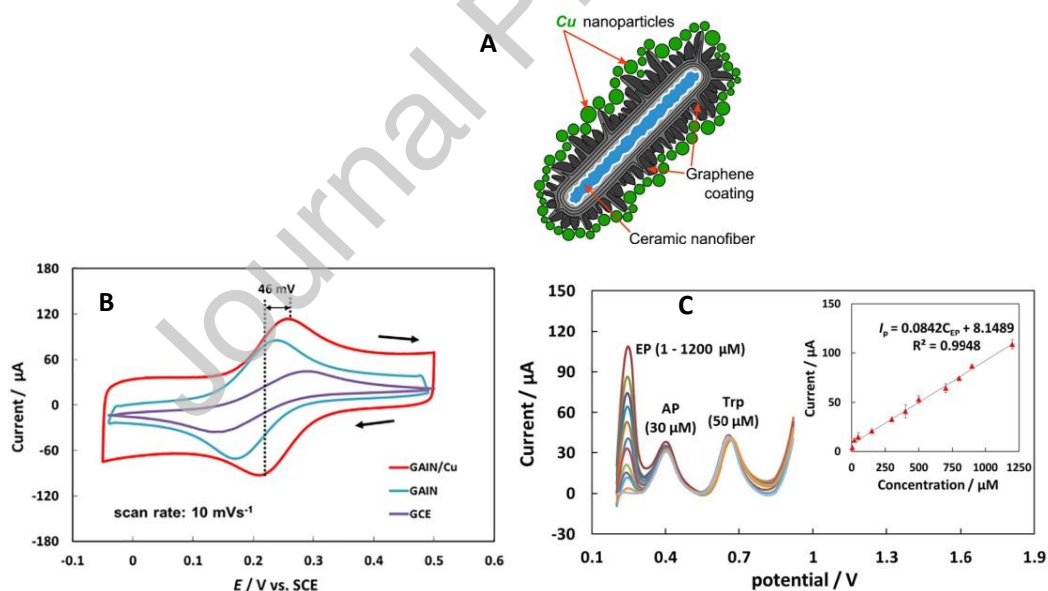 Cu nanoparticles
A
Graphene
coating
Ceramic nanofiber
Journal P
B
180
120
60
0
-60
-120
-180
Current / µA
46 mV
GAIN/Cu
GAIN
GCE
scan rate: 10 mVs⁻¹
-0.1
0
0.1
0.2
0.3
0.4
0.5
0.6
E / V vs. SCE
C
150
120
90
60
30
0
-30
Current / µA
EP (1 - 1200 µM)
AP
(30 µM)
Trp
(50 µM)
0.1
0.4
0.7
1
1.3
1.6
1.9
potential / V
150
100
50
0
Current / µA
Iₚ = 0.0842C_EP + 8.1489
R² = 0.9948
0
250
500
750
1000
1250
Concentration / µM